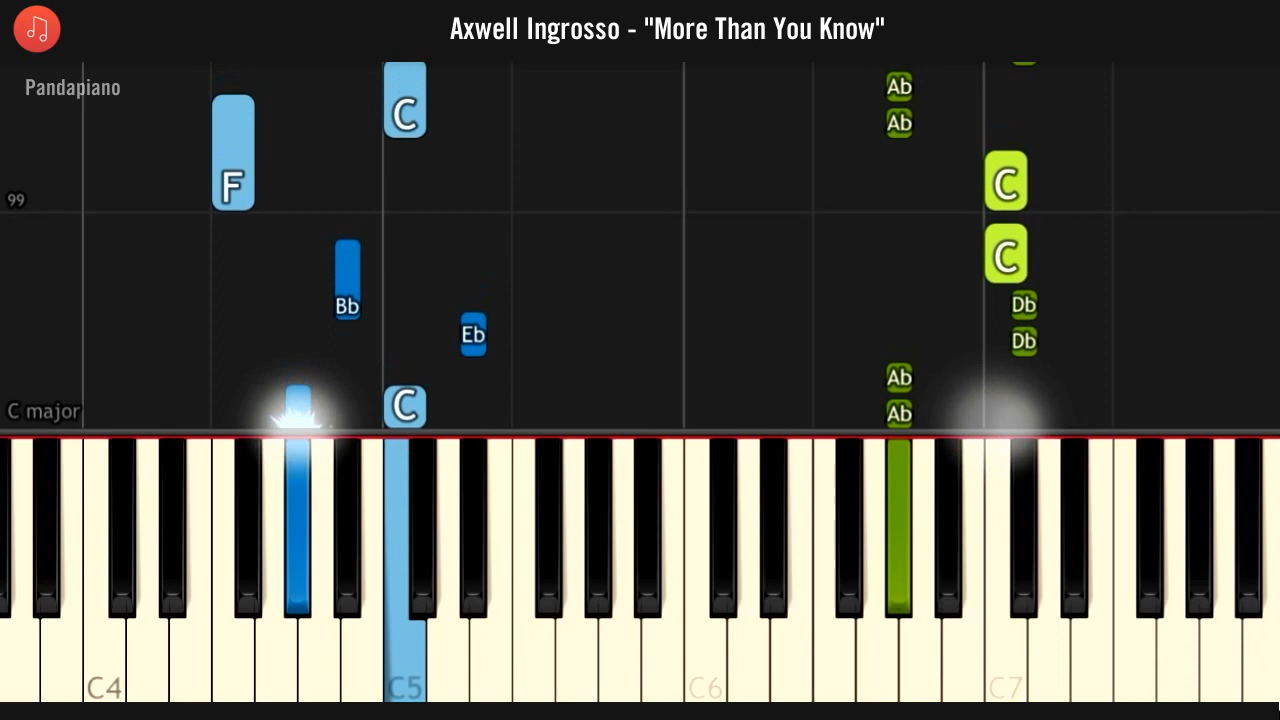 Axwell Ingrosso - "More Than You Know"
Pandapiano
Ab
C
Ab
C
F
99
C
Bb
Db
Eb
Db
Ab
C major
C
Ab
C4
C5
C6
C7